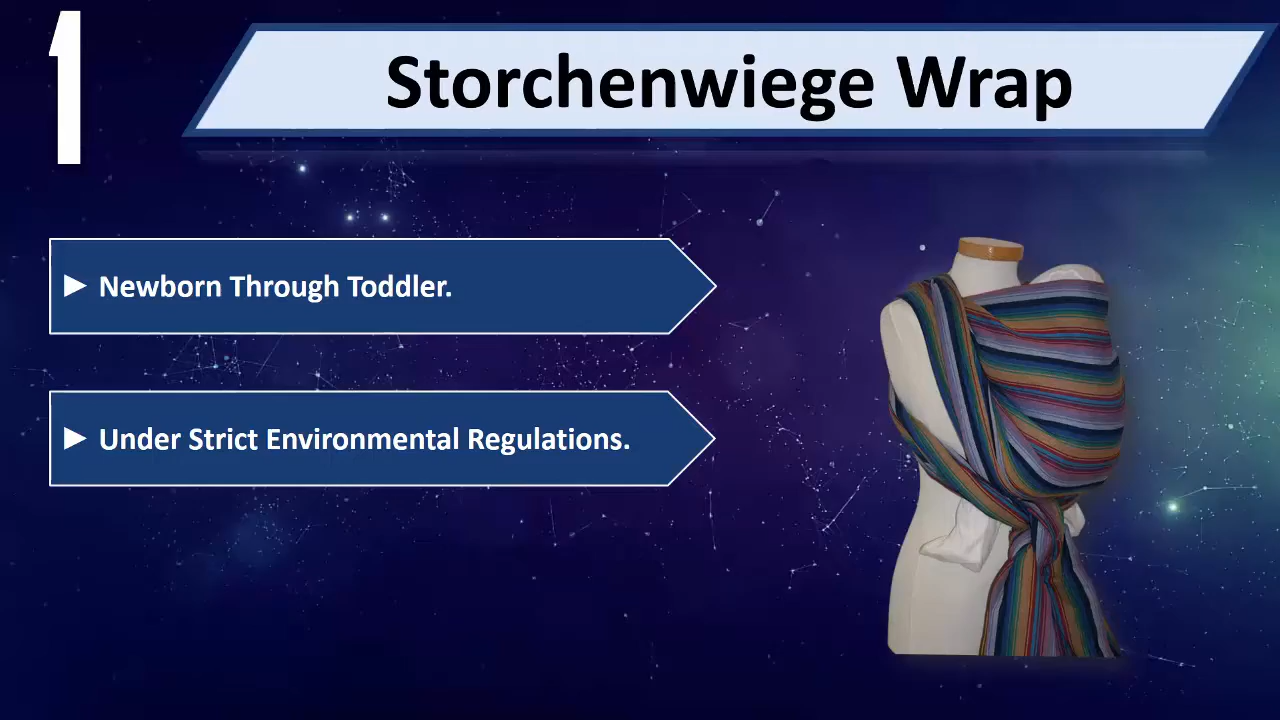 1
Storchenwiege Wrap
► Newborn Through Toddler.
► Under Strict Environmental Regulations.